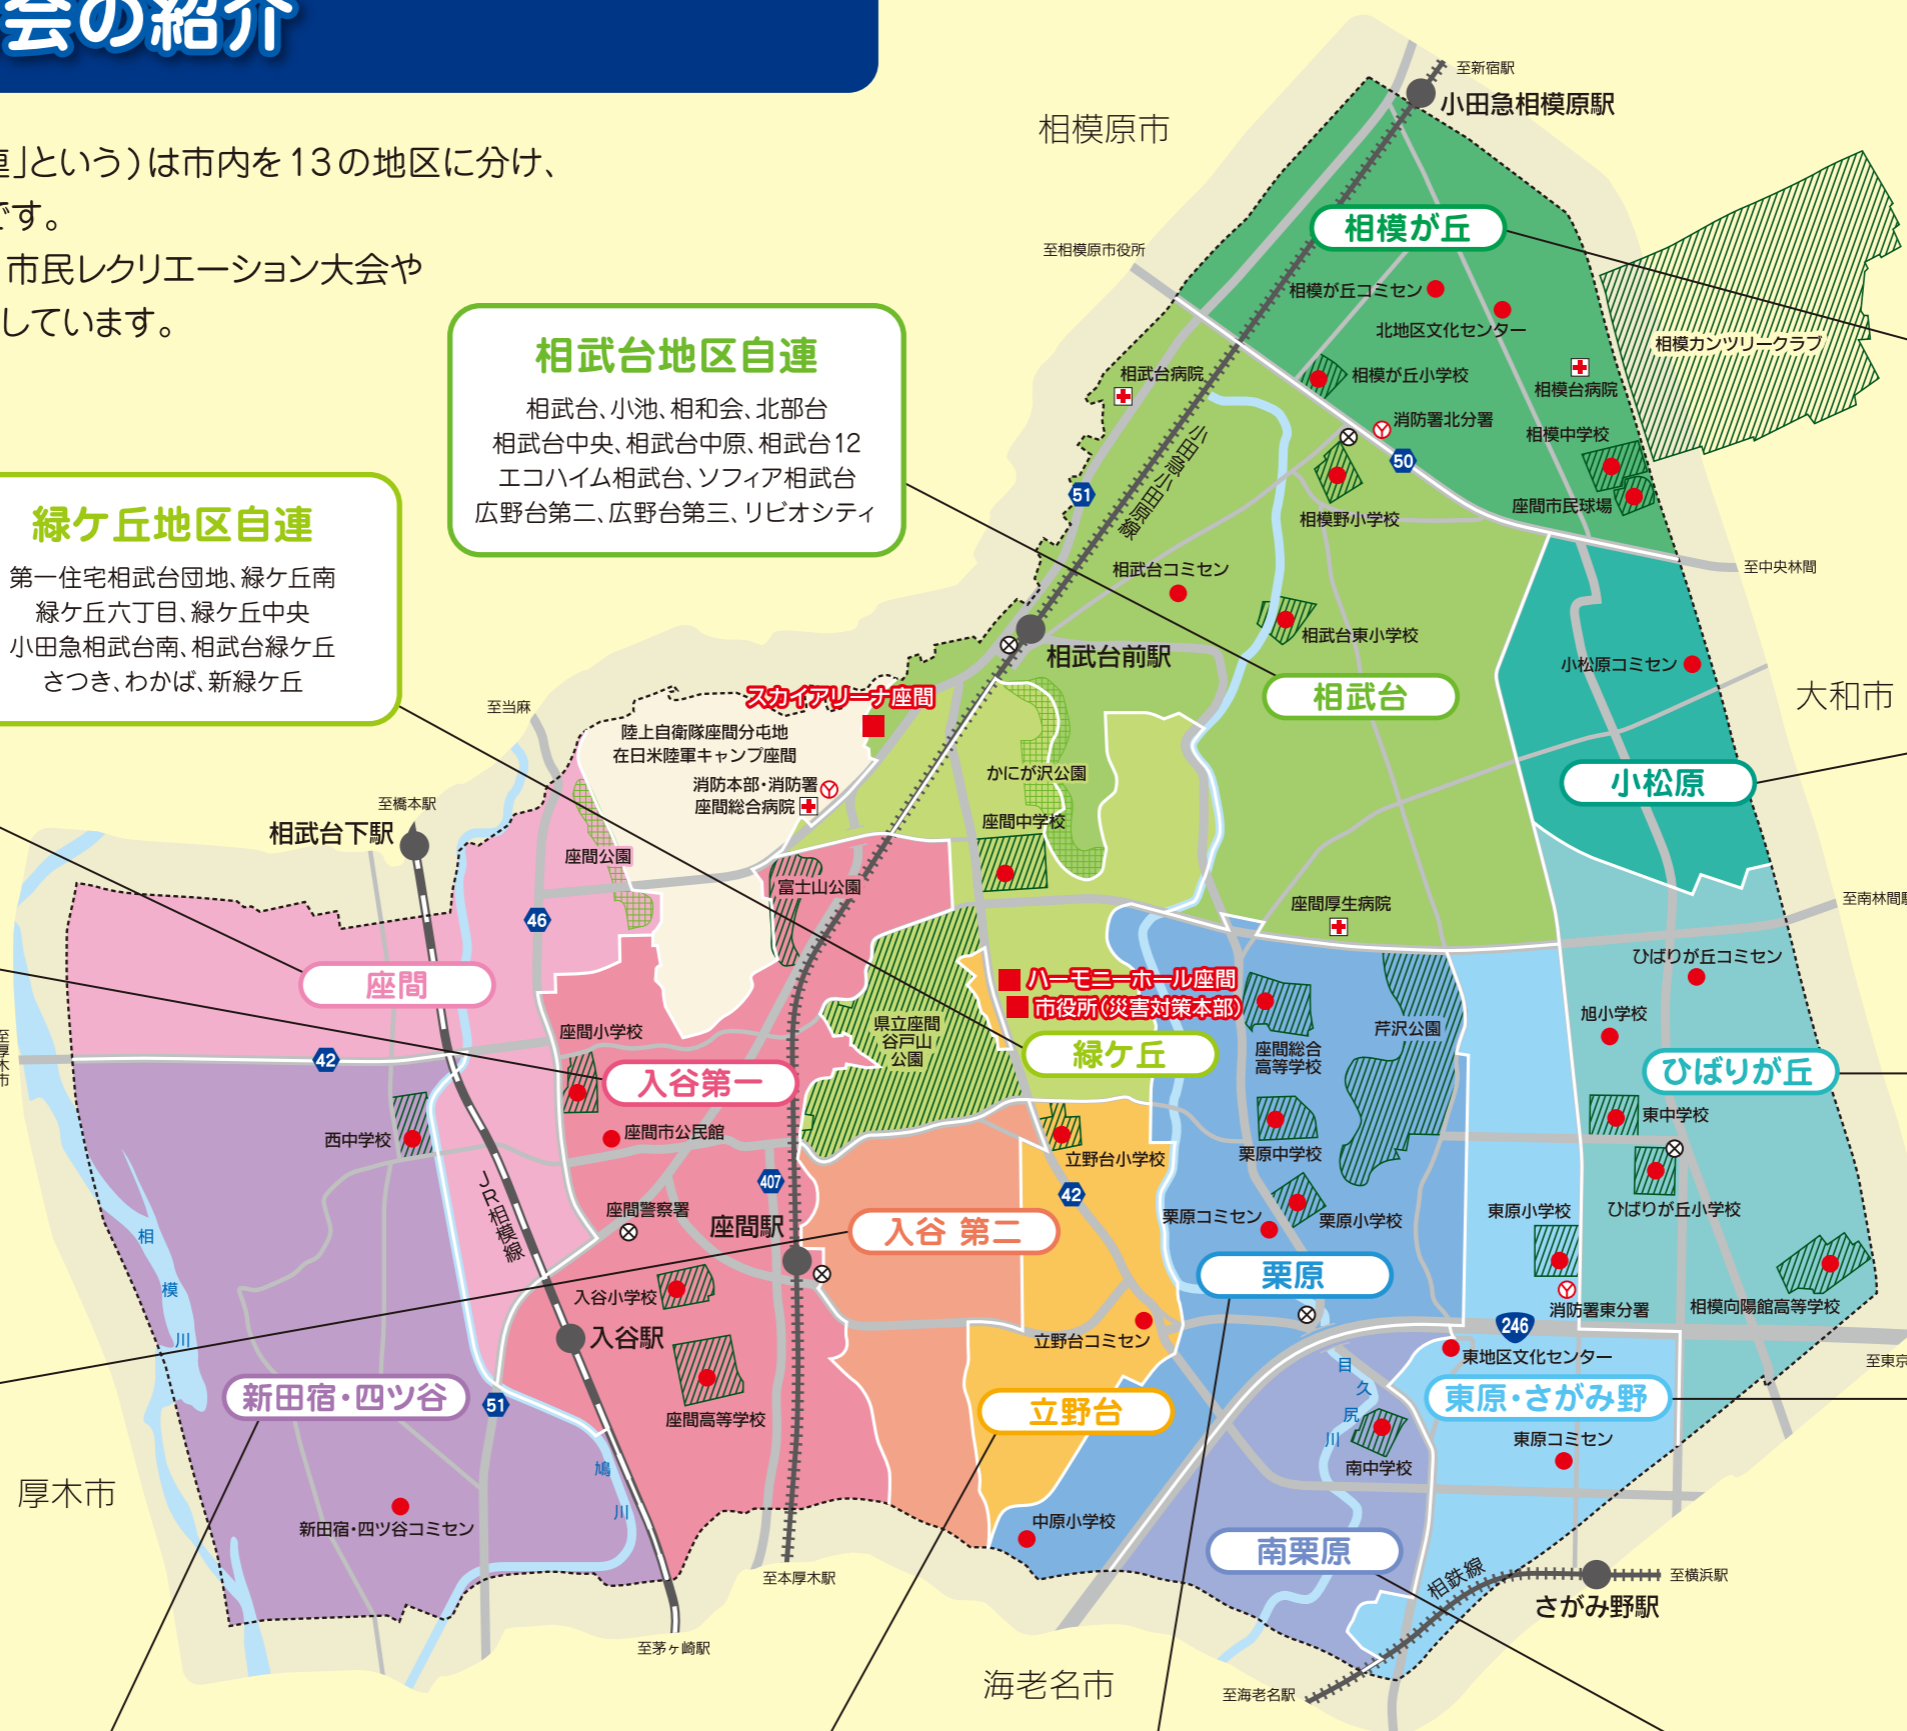 会の紹介
連」という)は市内を13の地区に分け、
です。
市民レクリエーション大会や
しています。
相武台地区自連
相武台、小池、相和会、北部台
相武台中央、相武台中原、相武台12
エコハイム相武台、ソフィア相武台
広野台第二、広野台第三、リビオシティ
緑ケ丘地区自連
第一住宅相武台団地、緑ケ丘南
緑ケ丘六丁目、緑ケ丘中央
小田急相武台南、相武台緑ケ丘
さつき、わかば、新緑ケ丘
至新宿駅
小田急相模原駅
相模原市
相模が丘
至相模原市役所
相模が丘コミセン
北地区文化センター
相模カンツリークラブ
相武台病院
相模が丘小学校
相模台病院
消防署北分署
相模中学校
50
小田急小田原線
51
相模野小学校
座間市民球場
至中央林間
相武台コミセン
相武台東小学校
相武台前駅
小松原コミセン
大和市
相武台
スカイアリーナ座間
至当麻
陸上自衛隊座間分屯地
在日米陸軍キャンプ座間
消防本部・消防署
座間総合病院
かにが沢公園
小松原
至橋本駅
相武台下駅
座間中学校
座間公園
富士山公園
46
座間厚生病院
至南林間駅
ひばりが丘コミセン
座間
ハーモニーホール座間
市役所(災害対策本部)
県立座間
谷戸山
公園
芹沢公園
旭小学校
座間小学校
緑ケ丘
座間総合
高等学校
至厚木市
42
入谷第一
ひばりが丘
東中学校
西中学校
座間市公民館
立野台小学校
栗原中学校
JR相模線
407
42
座間警察署
座間駅
入谷 第二
栗原コミセン
栗原小学校
東原小学校
ひばりが丘小学校
相模川
栗原
入谷小学校
消防署東分署
相模向陽館高等学校
入谷駅
立野台コミセン
246
東地区文化センター
至東京
目久尻川
新田宿・四ツ谷
51
座間高等学校
立野台
東原・さがみ野
東原コミセン
南中学校
鳩川
厚木市
新田宿・四ツ谷コミセン
中原小学校
南栗原
至本厚木駅
相鉄線
至横浜駅
さがみ野駅
至茅ヶ崎駅
海老名市
至海老名駅